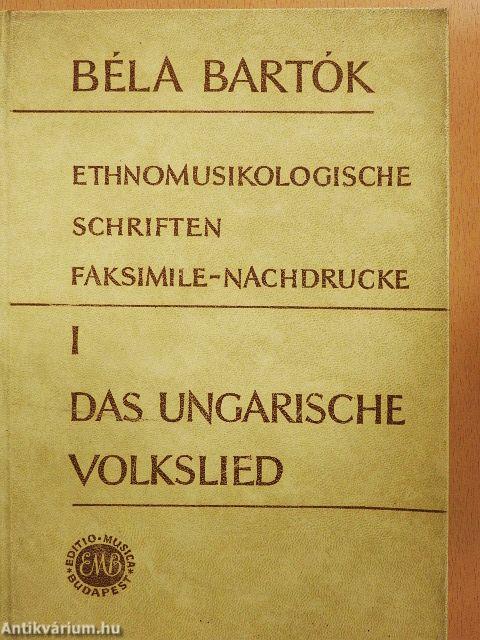 BÉLA BARTÓK
ETHNOMUSIKOLOGISCHE
SCHRIFTEN
FAKSIMILE-NACHDRUCKE
I
DAS UNGARISCHE
VOLKSLIED
EDITIO·MUSICA
EMB
*BUDAPEST*
Antikvárium.hu